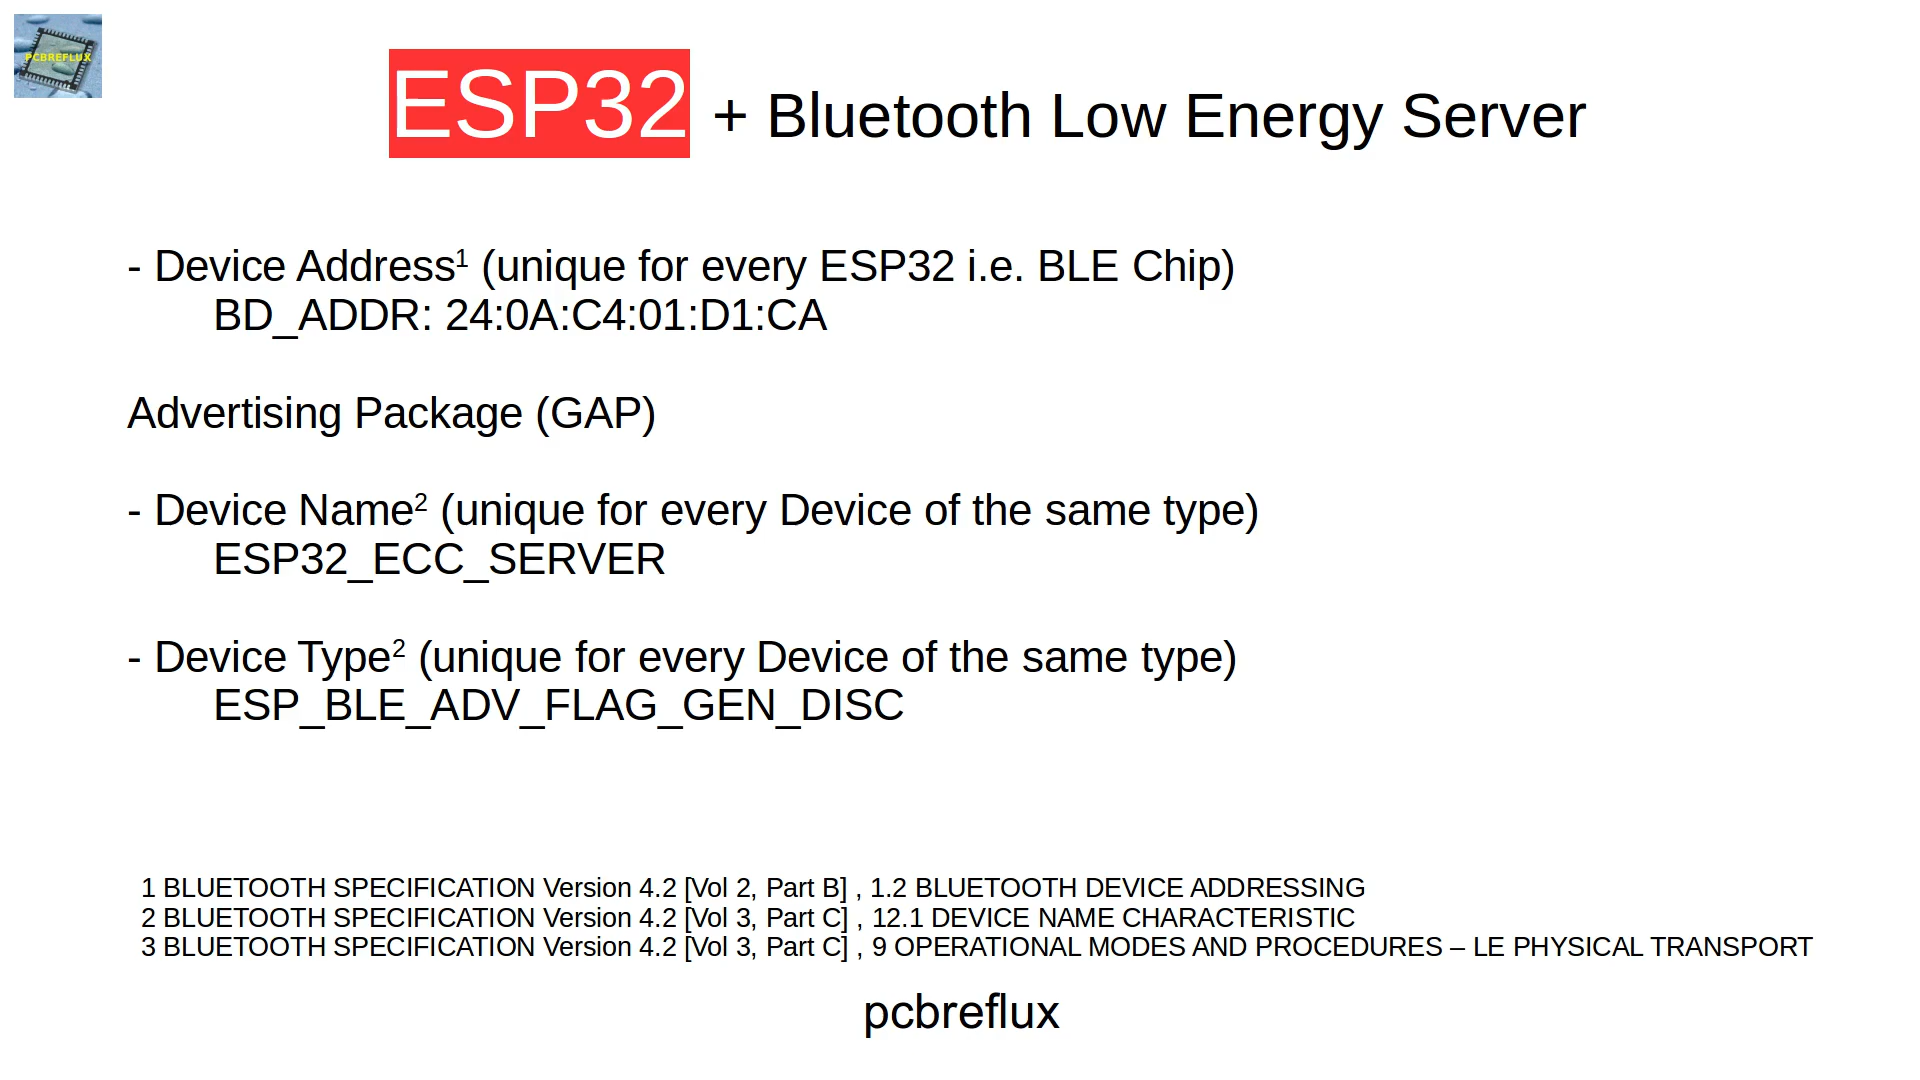 PCBREFLUX
ESP32 + Bluetooth Low Energy Server
- Device Address¹ (unique for every ESP32 i.e. BLE Chip)
BD_ADDR: 24:0A:C4:01:D1:CA
Advertising Package (GAP)
- Device Name² (unique for every Device of the same type)
ESP32_ECC_SERVER
- Device Type² (unique for every Device of the same type)
ESP_BLE_ADV_FLAG_GEN_DISC
1 BLUETOOTH SPECIFICATION Version 4.2 [Vol 2, Part B] , 1.2 BLUETOOTH DEVICE ADDRESSING
2 BLUETOOTH SPECIFICATION Version 4.2 [Vol 3, Part C] , 12.1 DEVICE NAME CHARACTERISTIC
3 BLUETOOTH SPECIFICATION Version 4.2 [Vol 3, Part C] , 9 OPERATIONAL MODES AND PROCEDURES – LE PHYSICAL TRANSPORT
pcbreflux